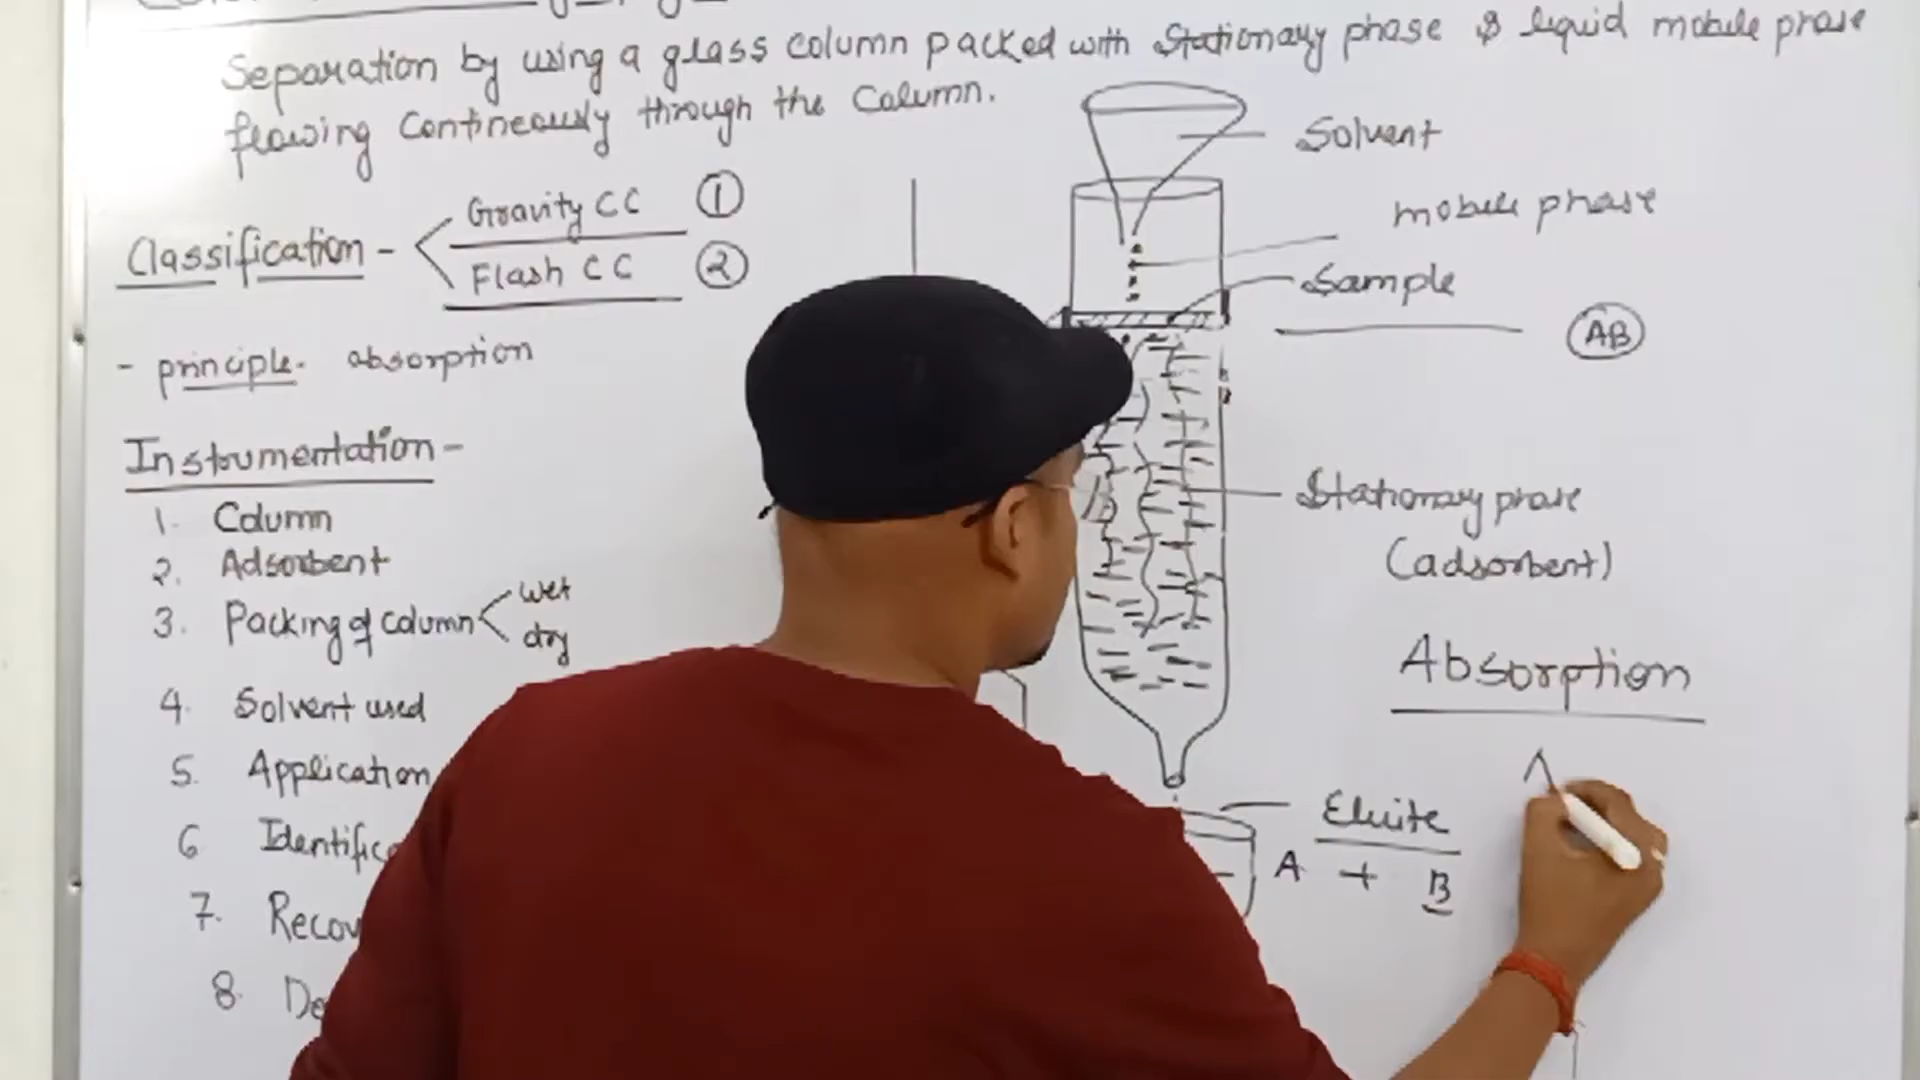 Separation by using a glass column packed with Stationary phase & liquid mobile phase
flowing Contineously through the Column.
Classification -
Gravity CC ①
Flash CC ②
- principle. absorption
Instrumentation -
1. Column
2. Adsorbent
3. Packing of column
wet
dry
4. Solvent used
5. Application
6 Identifica
7. Recov
8. De
Solvent
mobile phase
Sample
AB
Stationary phase
(adsorbent)
Absorption
A
Eluite
A + B